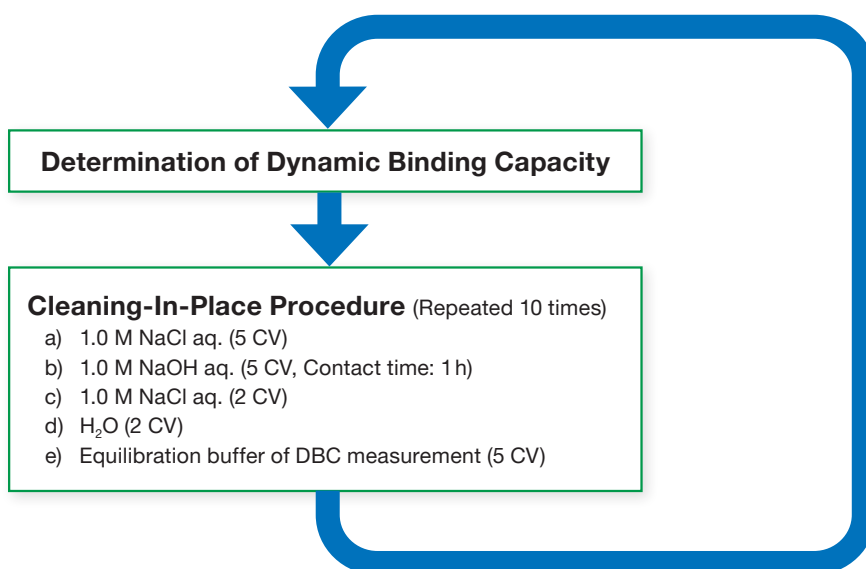 Determination of Dynamic Binding Capacity
Cleaning-In-Place Procedure (Repeated 10 times)
a) 1.0 M NaCl aq. (5 CV)
b) 1.0 M NaOH aq. (5 CV, Contact time: 1 h)
c) 1.0 M NaCl aq. (2 CV)
d) H₂O (2 CV)
e) Equilibration buffer of DBC measurement (5 CV)